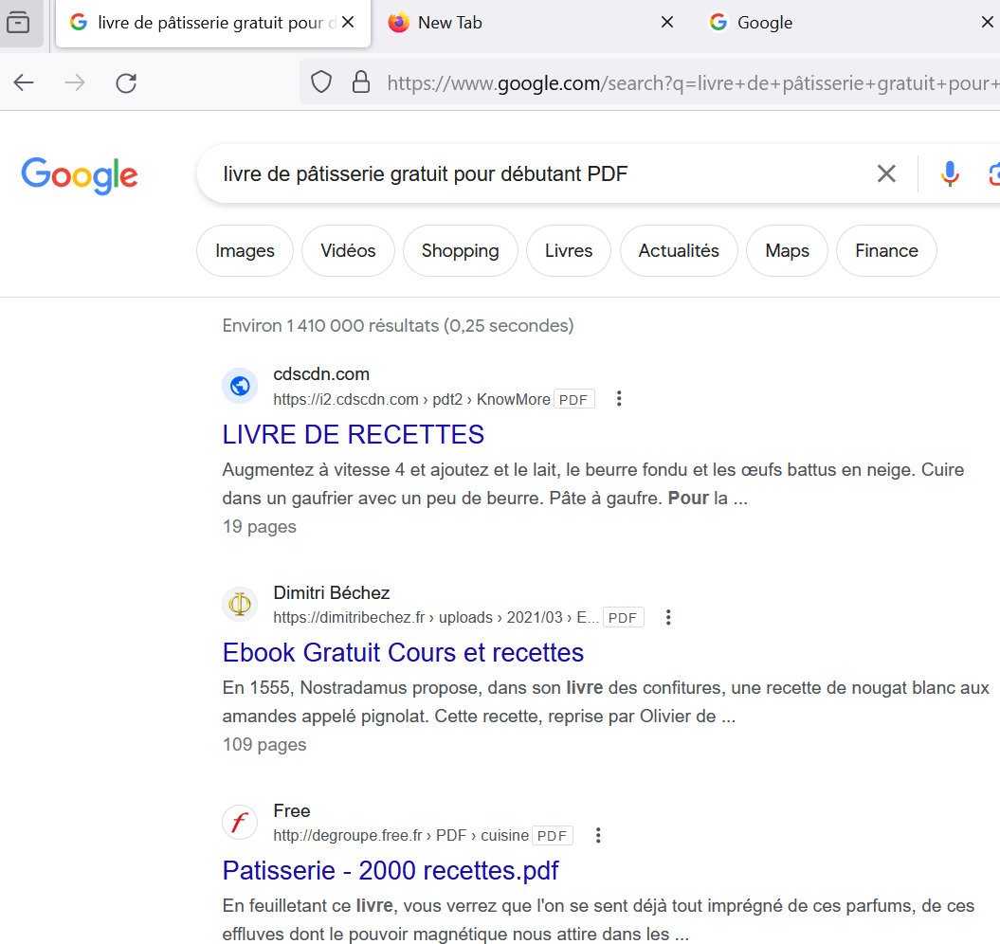 livre de pâtisserie gratuit pour d
New Tab
Google
https://www.google.com/search?q=livre+de+pâtisserie+gratuit+pour+
Google
livre de pâtisserie gratuit pour débutant PDF
Images
Vidéos
Shopping
Livres
Actualités
Maps
Finance
Environ 1 410 000 résultats (0,25 secondes)
cdscdn.com
https://i2.cdscdn.com › pdt2 › KnowMore PDF
LIVRE DE RECETTES
Augmentez à vitesse 4 et ajoutez et le lait, le beurre fondu et les œufs battus en neige. Cuire
dans un gaufrier avec un peu de beurre. Pâte à gaufre. Pour la ...
19 pages
Dimitri Béchez
https://dimitribechez.fr › uploads › 2021/03 › E... PDF
Ebook Gratuit Cours et recettes
En 1555, Nostradamus propose, dans son livre des confitures, une recette de nougat blanc aux
amandes appelé pignolat. Cette recette, reprise par Olivier de ...
109 pages
Free
http://degroupe.free.fr › PDF › cuisine PDF
Patisserie - 2000 recettes.pdf
En feuilletant ce livre, vous verrez que l'on se sent déjà tout imprégné de ces parfums, de ces
effluves dont le pouvoir magnétique nous attire dans les ...